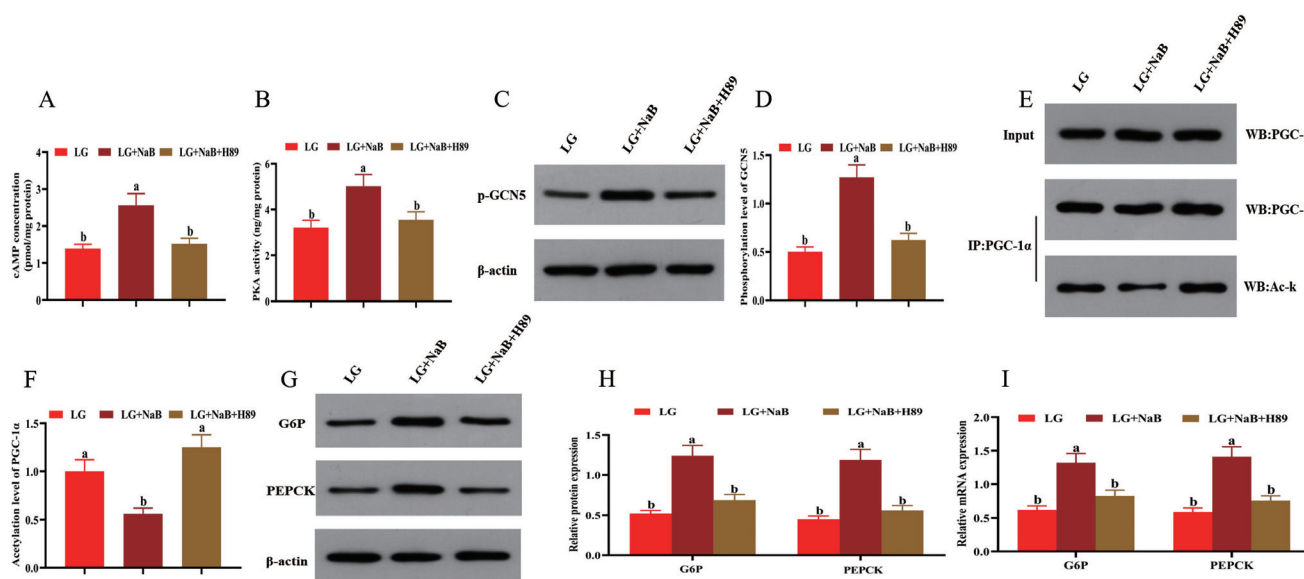 A
LG LG+NaB LG+NaB+H89
cAMP concentration
(pmol/mg protein)
4
3
2
1
0
b
a
b
B
LG LG+NaB LG+NaB+H89
PKA activity (ng/mg protein)
6
4
2
0
b
a
b
C
LG
LG+NaB
LG+NaB+H89
p-GCN5
β-actin
D
LG LG+NaB LG+NaB+H89
Phosphorylation level of GCN5
1.5
1.0
0.5
0.0
b
a
b
E
LG
LG+NaB
LG+NaB+H89
Input
WB:PGC-
IP:PGC-1α
WB:PGC-
WB:Ac-k
F
LG LG+NaB LG+NaB+H89
Acetylation level of PGC-1α
1.5
1.0
0.5
0.0
a
b
a
G
LG
LG+NaB
LG+NaB+H89
G6P
PEPCK
β-actin
H
LG LG+NaB LG+NaB+H89
Relative protein expression
1.5
1.0
0.5
0.0
b
a
b
b
a
b
G6P PEPCK
I
LG LG+NaB LG+NaB+H89
Relative mRNA expression
2.0
1.5
1.0
0.5
0.0
b
a
b
b
a
b
G6P PEPCK